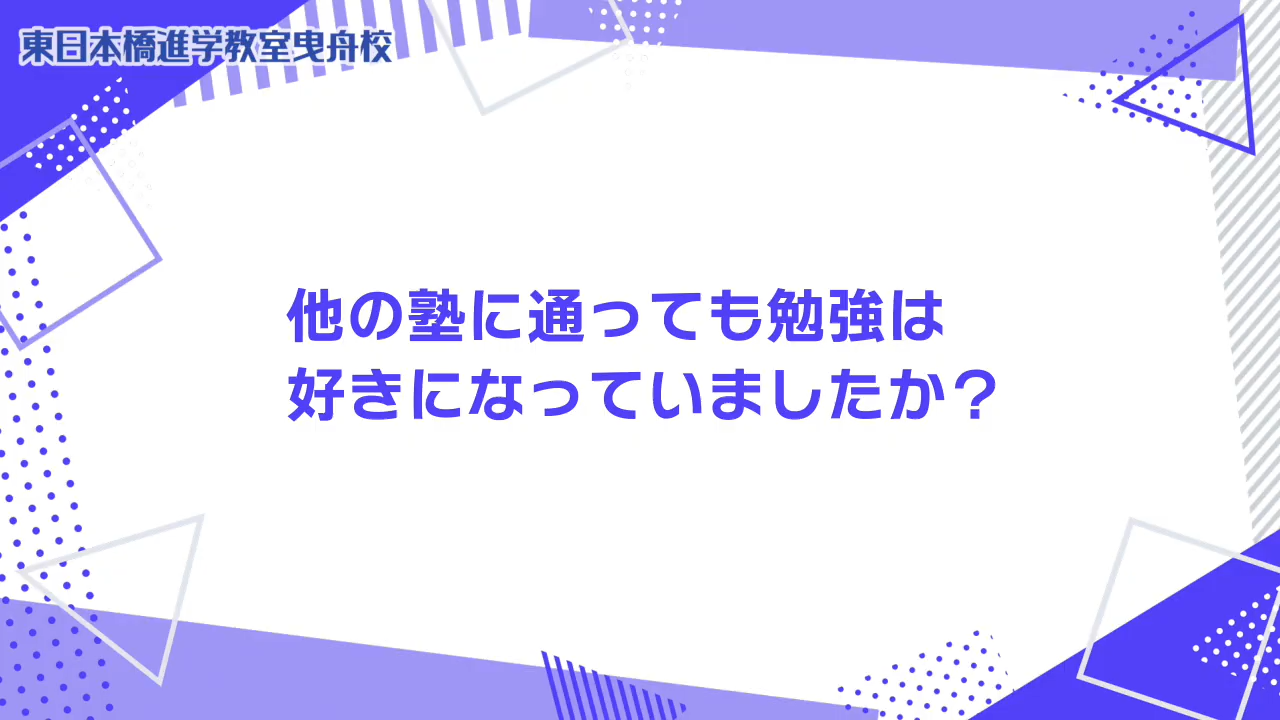 東日本橋進学教室曳舟校
他の塾に通っても勉強は
好きになっていましたか？